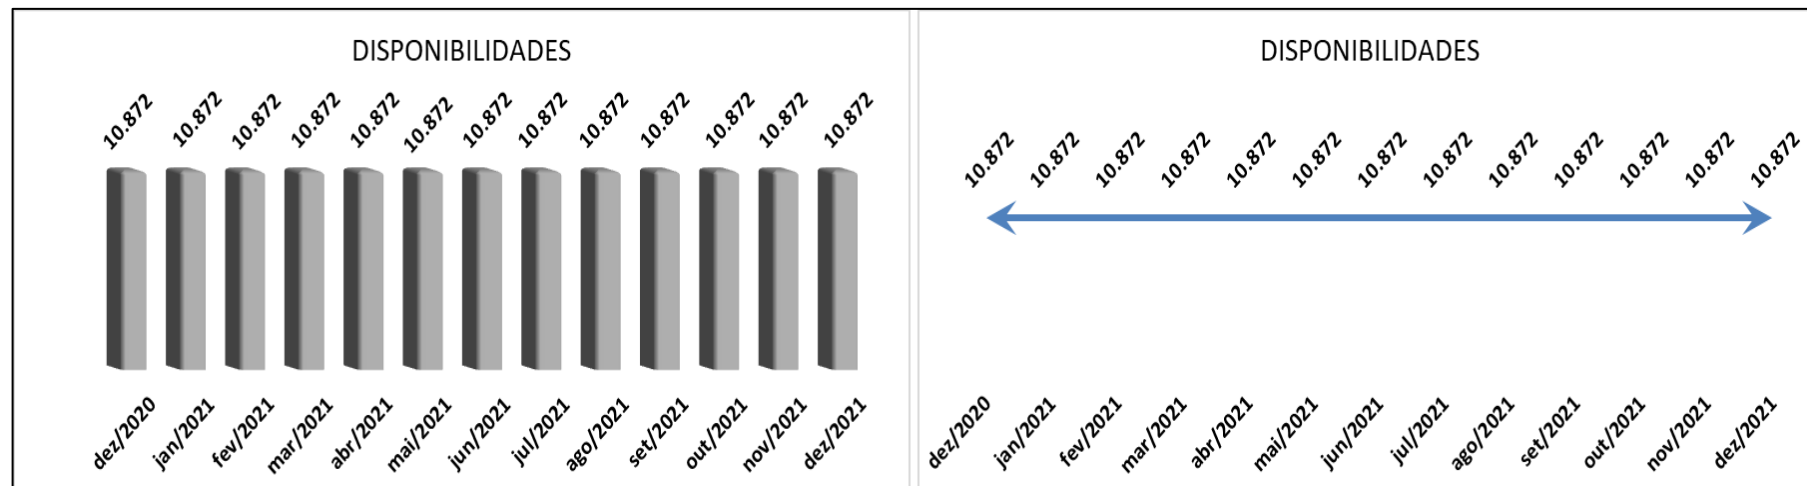 DISPONIBILIDADES
10.872 10.872 10.872 10.872 10.872 10.872 10.872 10.872 10.872 10.872 10.872 10.872 10.872
dez/2020 jan/2021 fev/2021 mar/2021 abr/2021 mai/2021 jun/2021 jul/2021 ago/2021 set/2021 out/2021 nov/2021 dez/2021
DISPONIBILIDADES
10.872 10.872 10.872 10.872 10.872 10.872 10.872 10.872 10.872 10.872 10.872 10.872 10.872
dez/2020 jan/2021 fev/2021 mar/2021 abr/2021 mai/2021 jun/2021 jul/2021 ago/2021 set/2021 out/2021 nov/2021 dez/2021